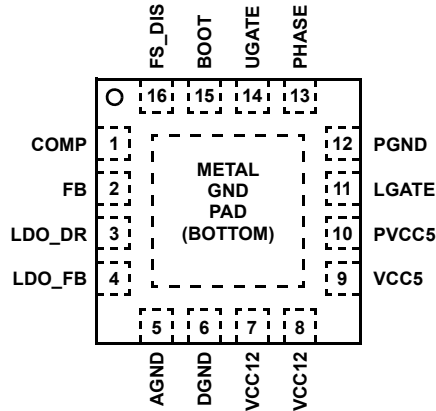 FS_DIS
BOOT
UGATE
PHASE
16
15
14
13
COMP 1
FB 2
LDO_DR 3
LDO_FB 4
METAL
GND
PAD
(BOTTOM)
12 PGND
11 LGATE
10 PVCC5
9 VCC5
5
6
7
8
AGND
DGND
VCC12
VCC12